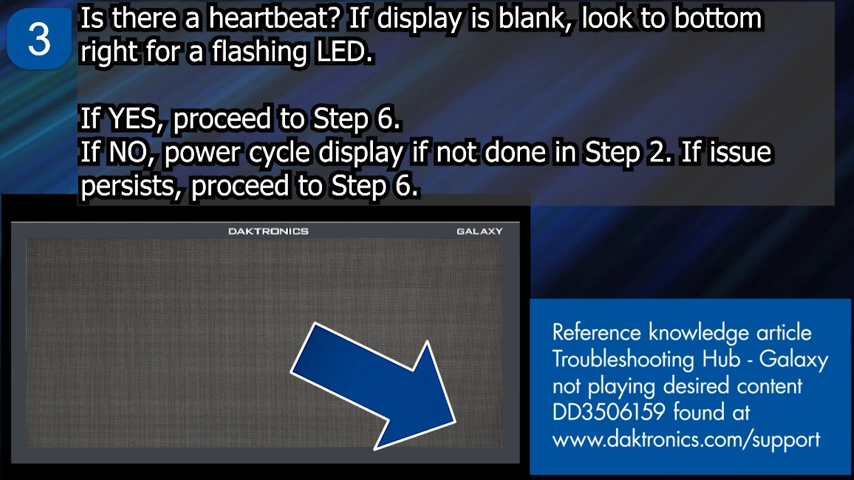 3
Is there a heartbeat? If display is blank, look to bottom
right for a flashing LED.
If YES, proceed to Step 6.
If NO, power cycle display if not done in Step 2. If issue
persists, proceed to Step 6.
DAKTRONICS
GALAXY
Reference knowledge article
Troubleshooting Hub - Galaxy
not playing desired content
DD3506159 found at
www.daktronics.com/support